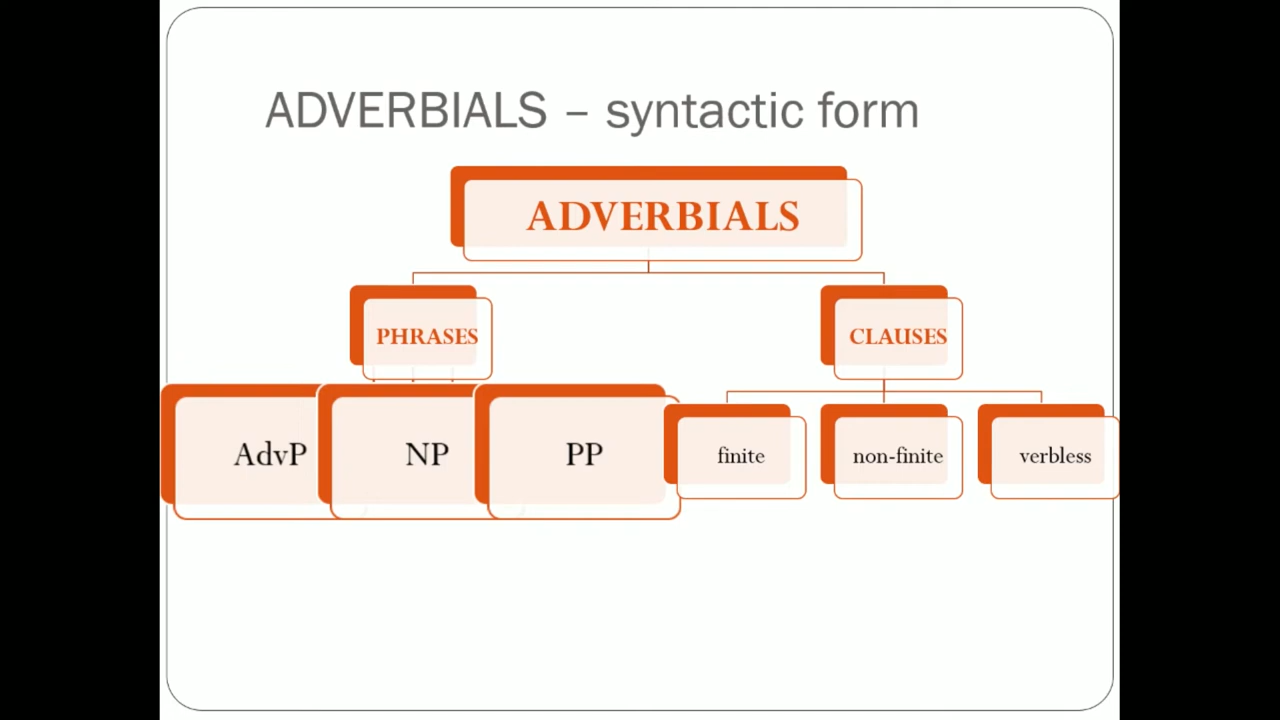 ADVERBIALS – syntactic form
ADVERBIALS
PHRASES
CLAUSES
AdvP
NP
PP
finite
non-finite
verbless